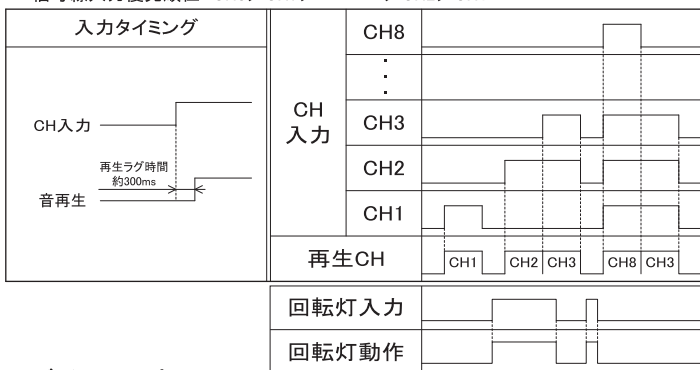 入力タイミング
CH入力
再生ラグ時間
約300ms
音再生
CH
入力
CH8
CH3
CH2
CH1
再生CH
CH1
CH2
CH3
CH8
CH3
回転灯入力
回転灯動作